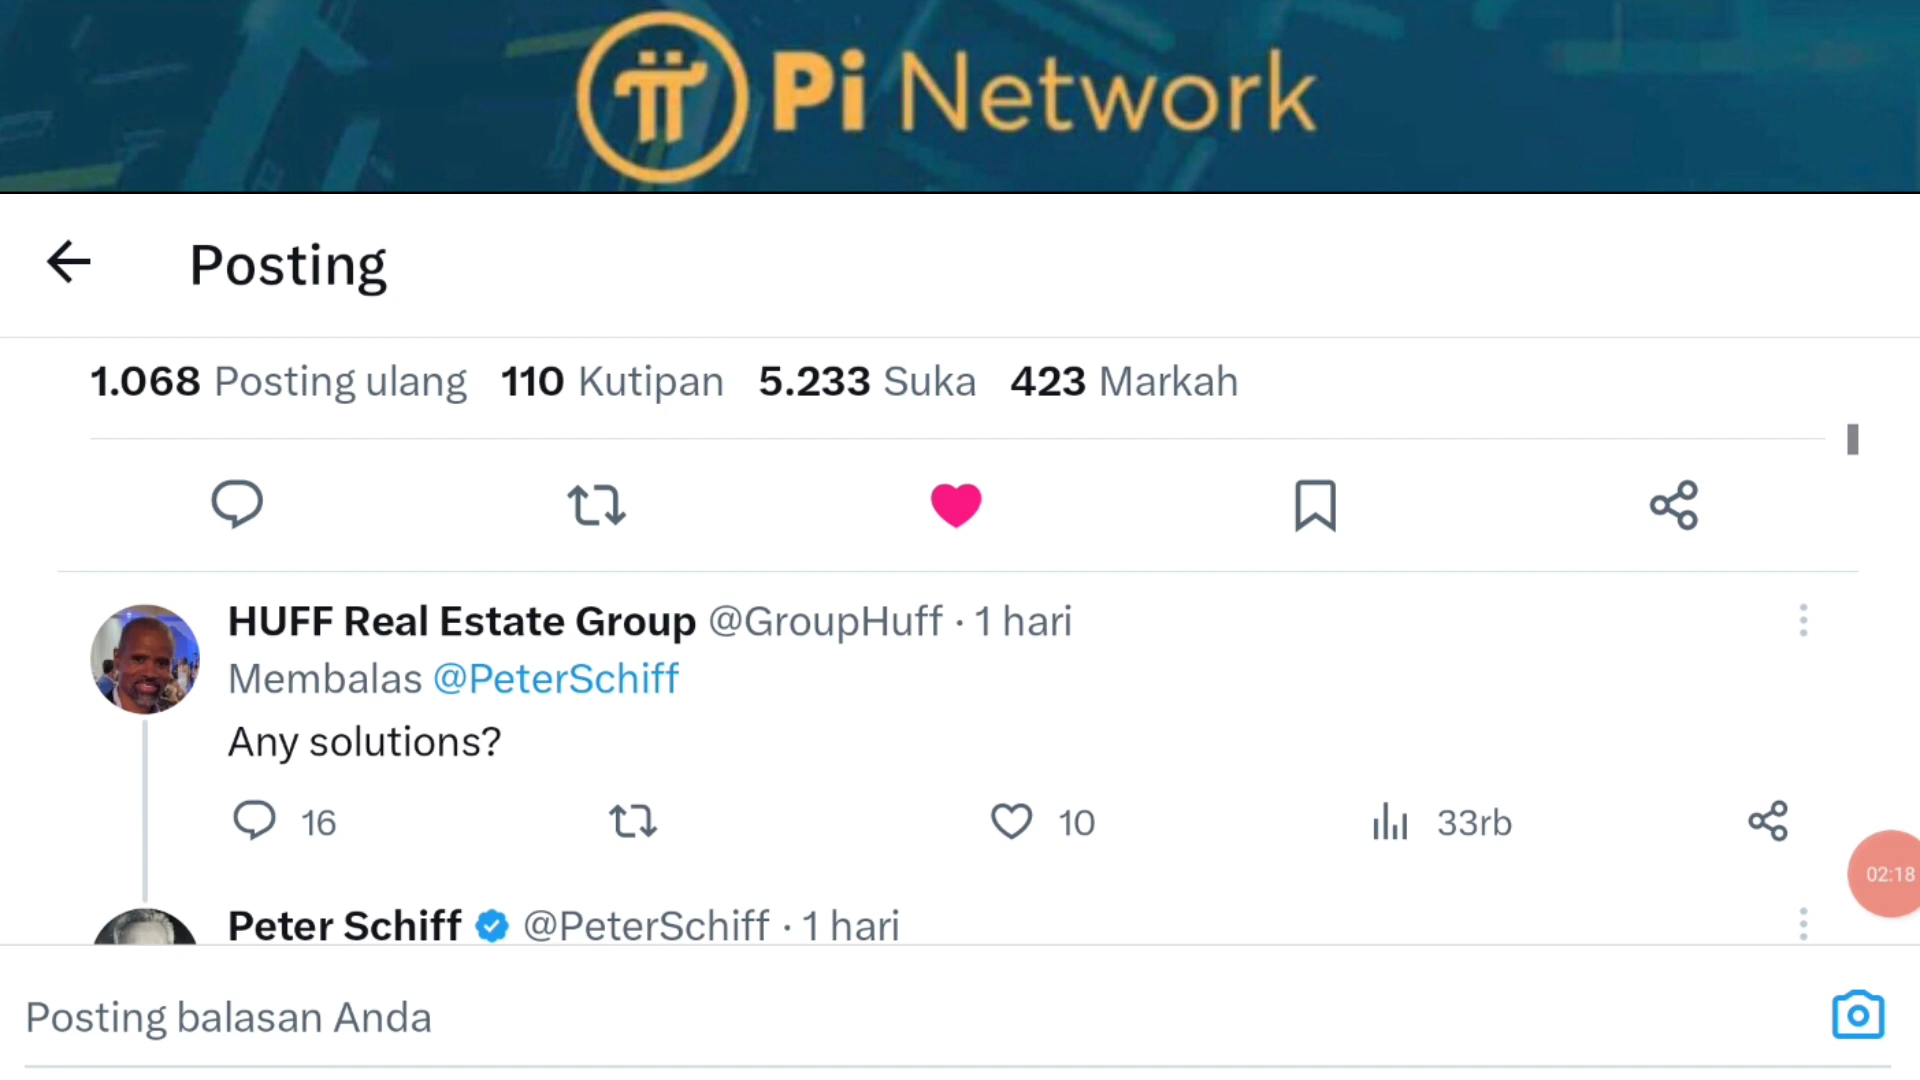 Pi Network
Posting
1.068 Posting ulang 110 Kutipan 5.233 Suka 423 Markah
HUFF Real Estate Group @GroupHuff · 1 hari
Membalas @PeterSchiff
Any solutions?
16 10 33rb
02:18
Peter Schiff @PeterSchiff · 1 hari
Posting balasan Anda